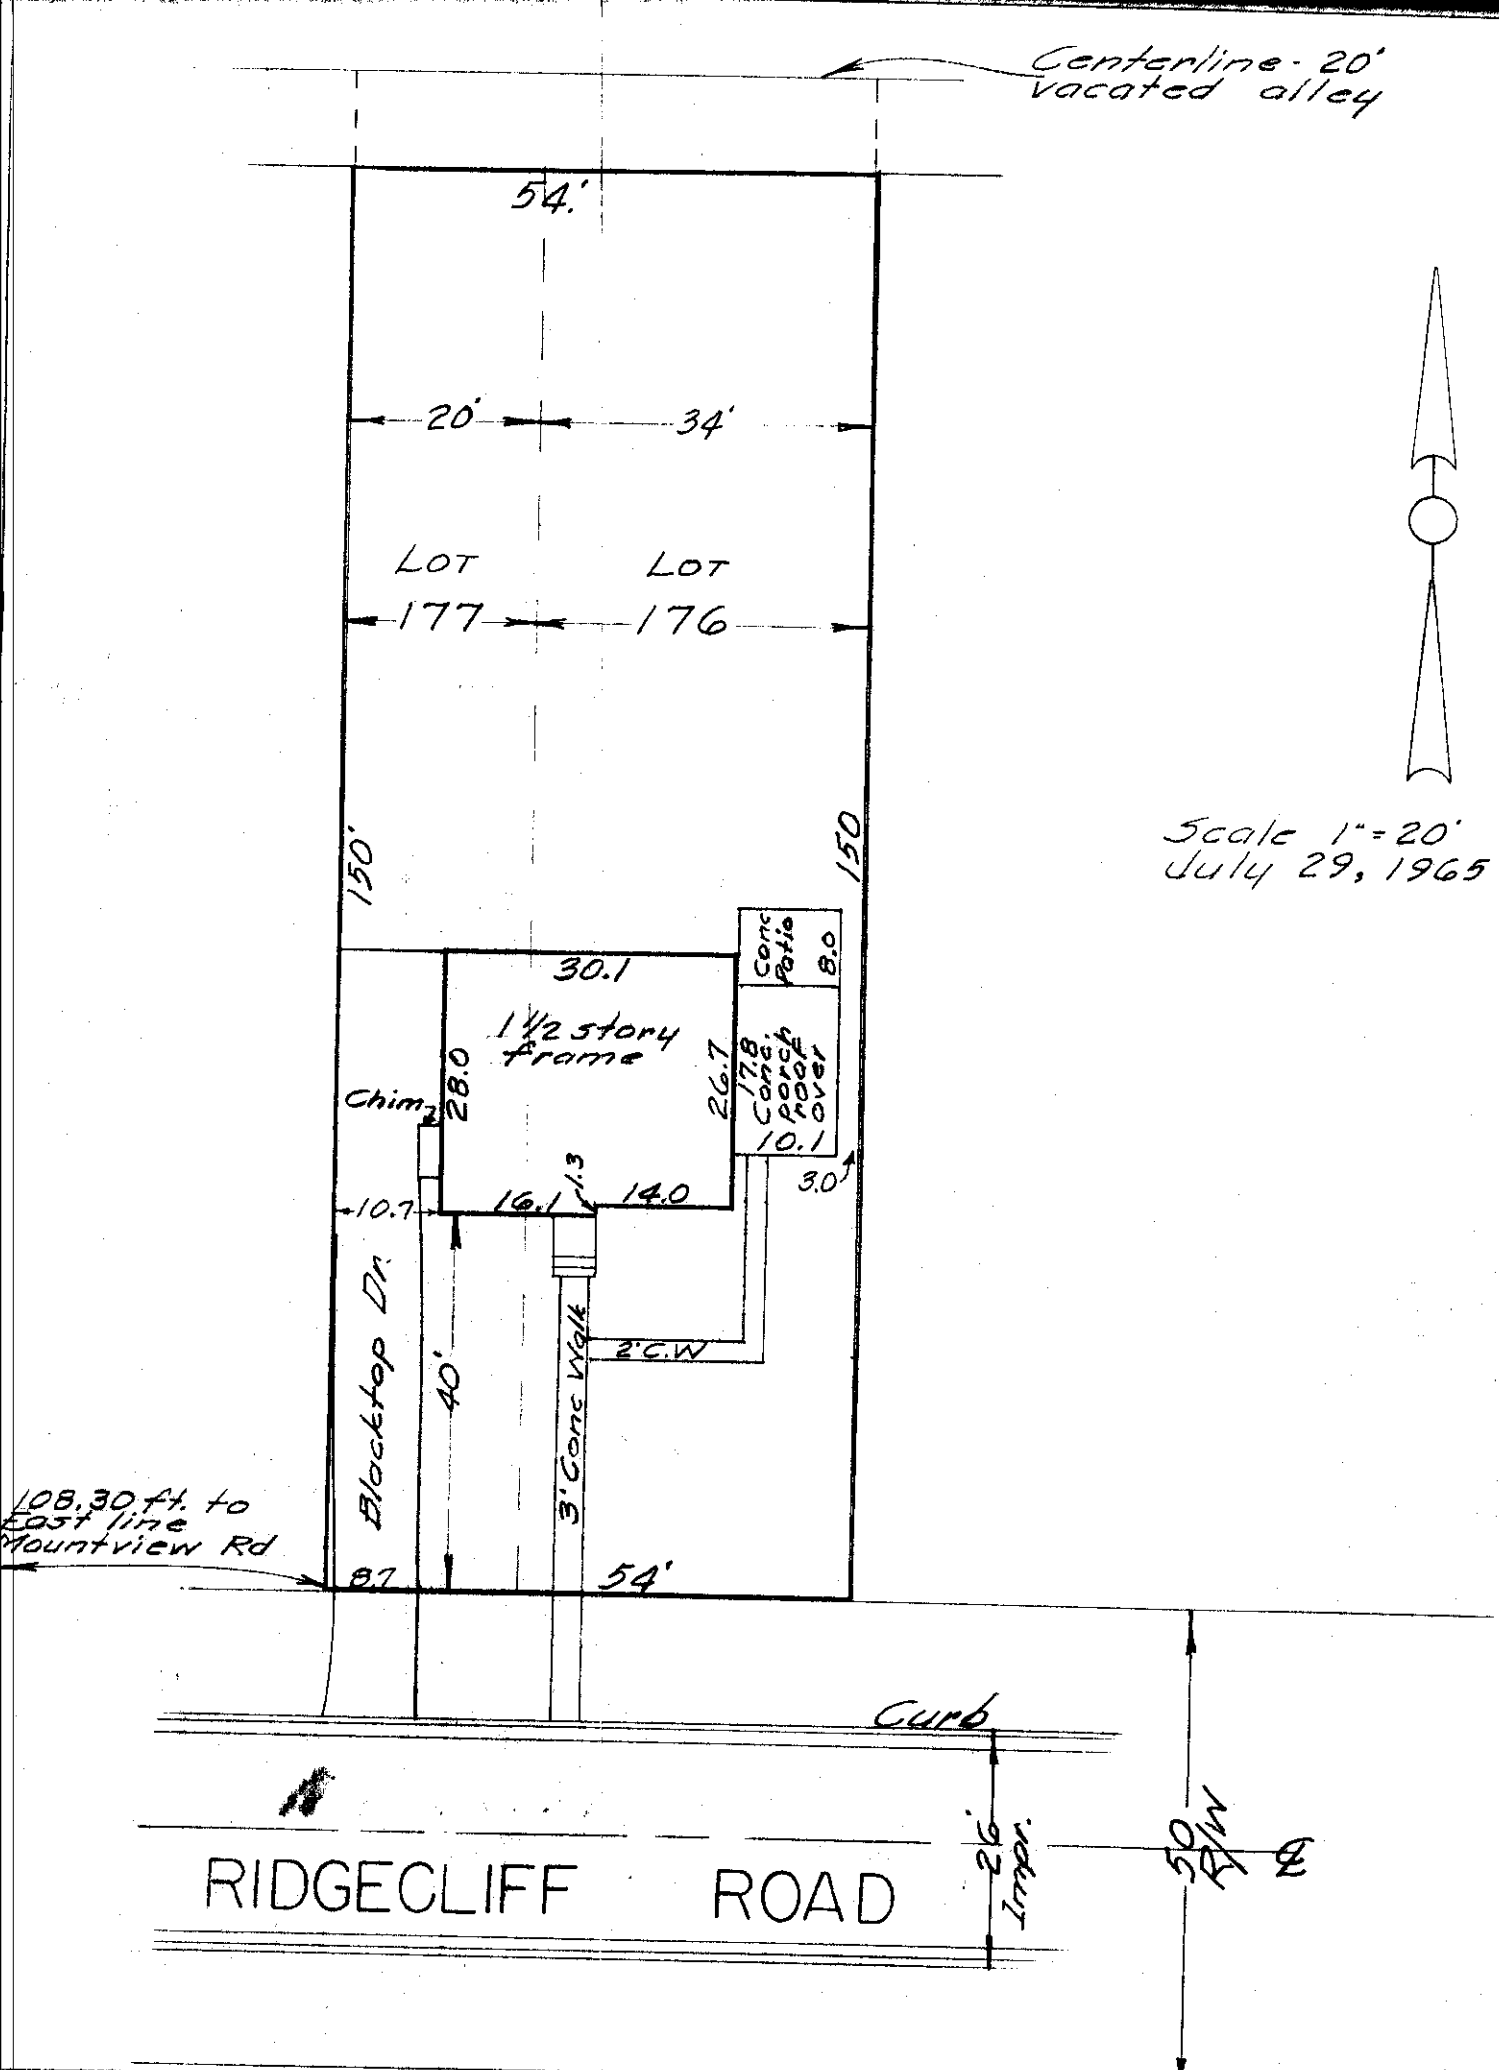 Centerline - 20'
vacated alley
54.'
20'
34'
LOT
LOT
177
176
150'
150
Scale 1" = 20'
July 29, 1965
Conc
Patio
8.0
30.1
1 1/2 story
frame
28.0
26.7
17.8
Conc.
porch
roof
over
10.1
Chim.
3.0
1.3
16.1
14.0
10.7
Blacktop Dr.
40'
3' Conc Walk
2' C.W
108.30 ft. to
East line
Mountview Rd
8.7
54'
Curb
26'
Impr.
50
R/W
RIDGECLIFF ROAD